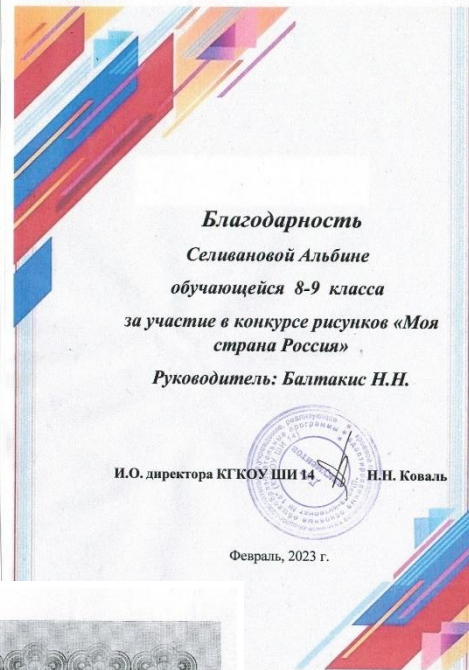 Благодарность
Селивановой Альбине
обучающейся 8-9 класса
за участие в конкурсе рисунков «Моя
страна Россия»
Руководитель: Балтакис Н.Н.
И.О. директора КГКОУ ШИ 14 Н.Н. Коваль
Февраль, 2023 г.